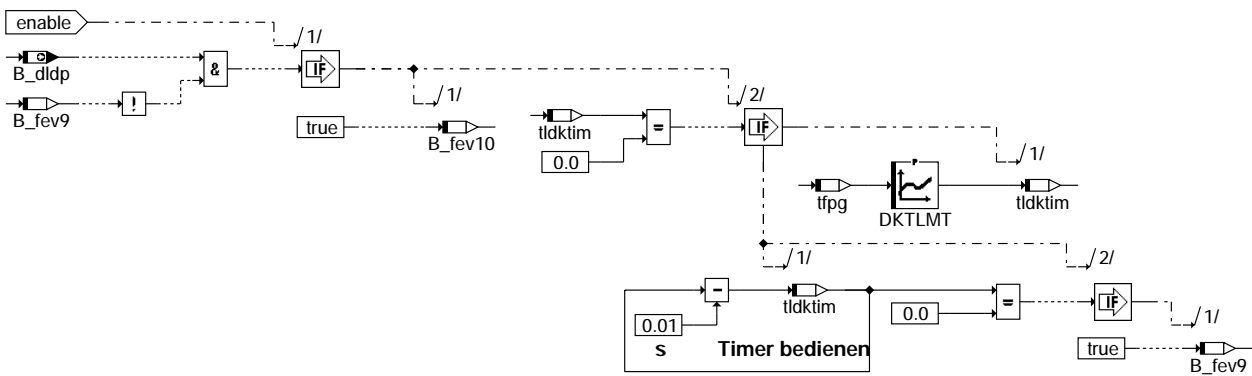 enable
/1/
B_dldp
&
IF
B_fev9
!
/1/
/2/
true
B_fev10
tldktim
=
IF
0.0
/1/
P
tfpg
DKTLMT
tldktim
/1/
/2/
-
tldktim
=
IF
0.01
0.0
/1/
s
Timer bedienen
true
B_fev9